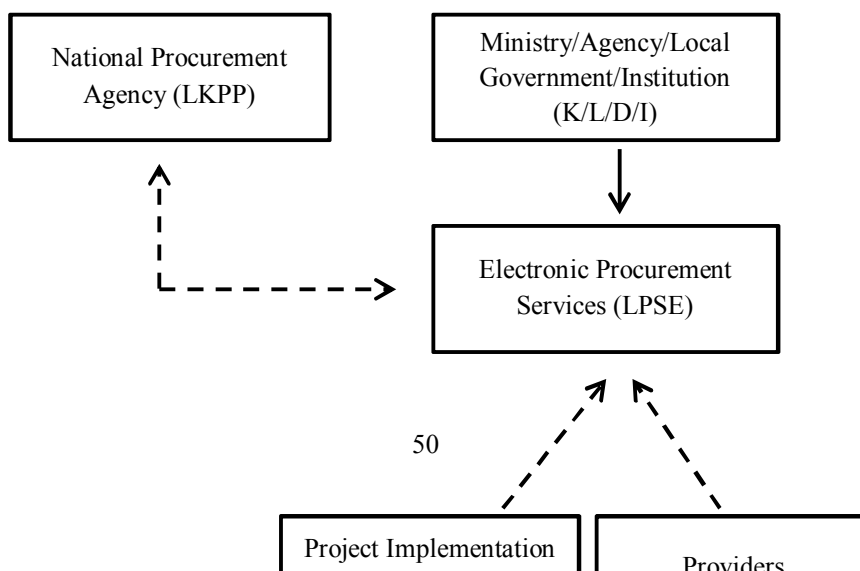 National Procurement
Agency (LKPP)
Ministry/Agency/Local
Government/Institution
(K/L/D/I)
Electronic Procurement
Services (LPSE)
50
Project Implementation
Providers